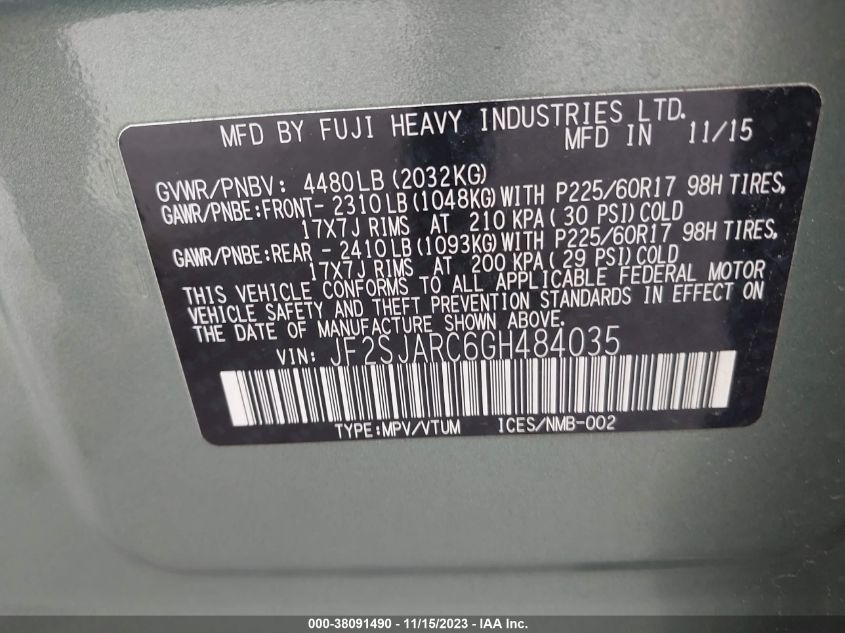 MFD BY FUJI HEAVY INDUSTRIES LTD.
MFD IN 11/15
GVWR/PNBV: 4480LB(2032KG)
GAWR/PNBE:FRONT- 2310LB(1048KG)WITH P225/60R17 98H TIRES,
17X7J RIMS AT 210 KPA( 30 PSI)COLD
GAWR/PNBE:REAR - 2410LB(1093KG)WITH P225/60R17 98H TIRES,
17X7J RIMS AT 200 KPA( 29 PSI)COLD
THIS VEHICLE CONFORMS TO ALL APPLICABLE FEDERAL MOTOR
VEHICLE SAFETY AND THEFT PREVENTION STANDARDS IN EFFECT ON
THE DATE OF MANUFACTURE SHOWN ABOVE.
VIN: JF2SJARC6GH484035
TYPE:MPV/VTUM ICES/NMB-002
000-38091490 - 11/15/2023 - IAA Inc.